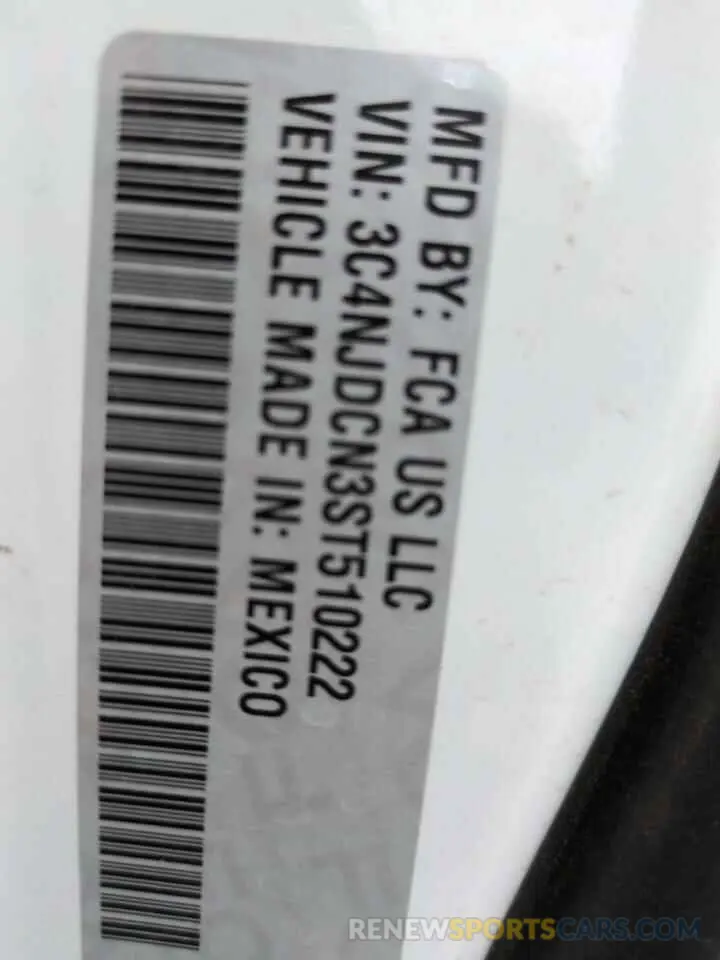 MFD BY: FCA US LLC
VIN: 3C4NJDCN3ST510222
VEHICLE MADE IN: MEXICO
RENEWSPORTSCARS.COM